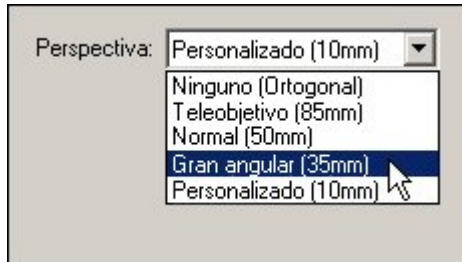 Perspectiva: Personalizado (10mm)
Ninguno (Ortogonal)
Teleobjetivo (85mm)
Normal (50mm)
Gran angular (35mm)
Personalizado (10mm)